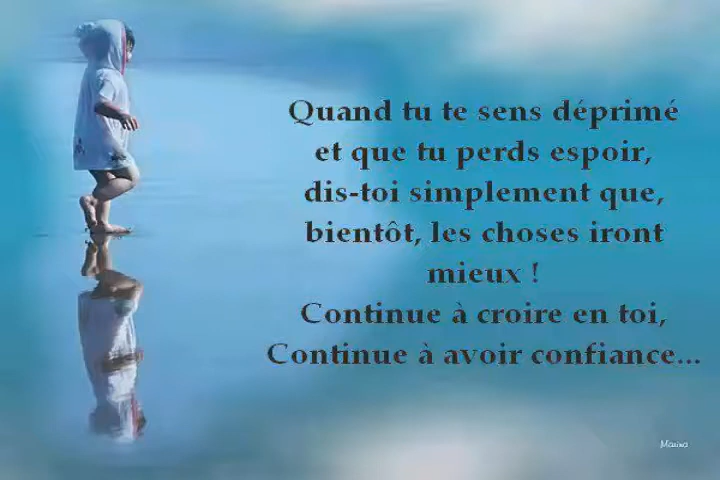 Quand tu te sens déprimé
et que tu perds espoir,
dis-toi simplement que,
bientôt, les choses iront
mieux !
Continue à croire en toi,
Continue à avoir confiance...